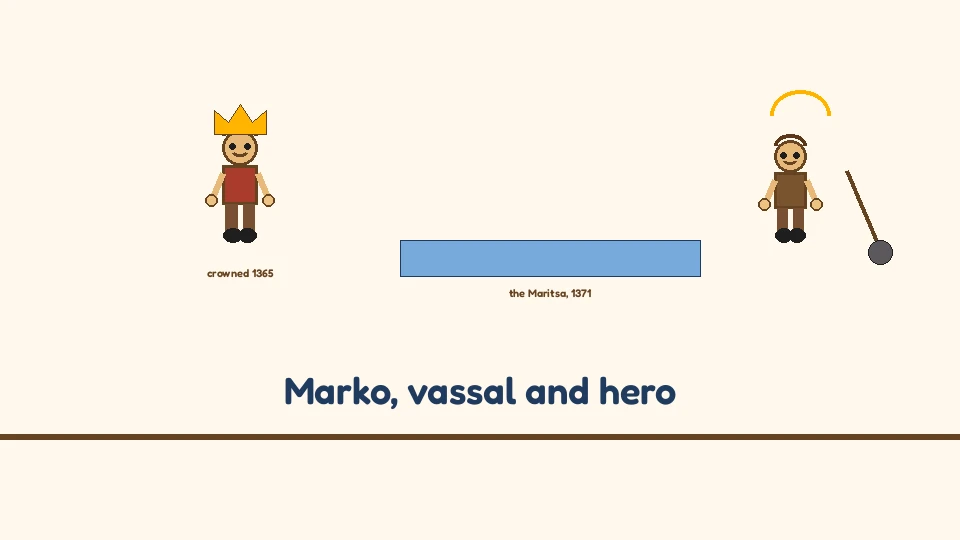 crowned 1365
the Maritsa, 1371
Marko, vassal and hero